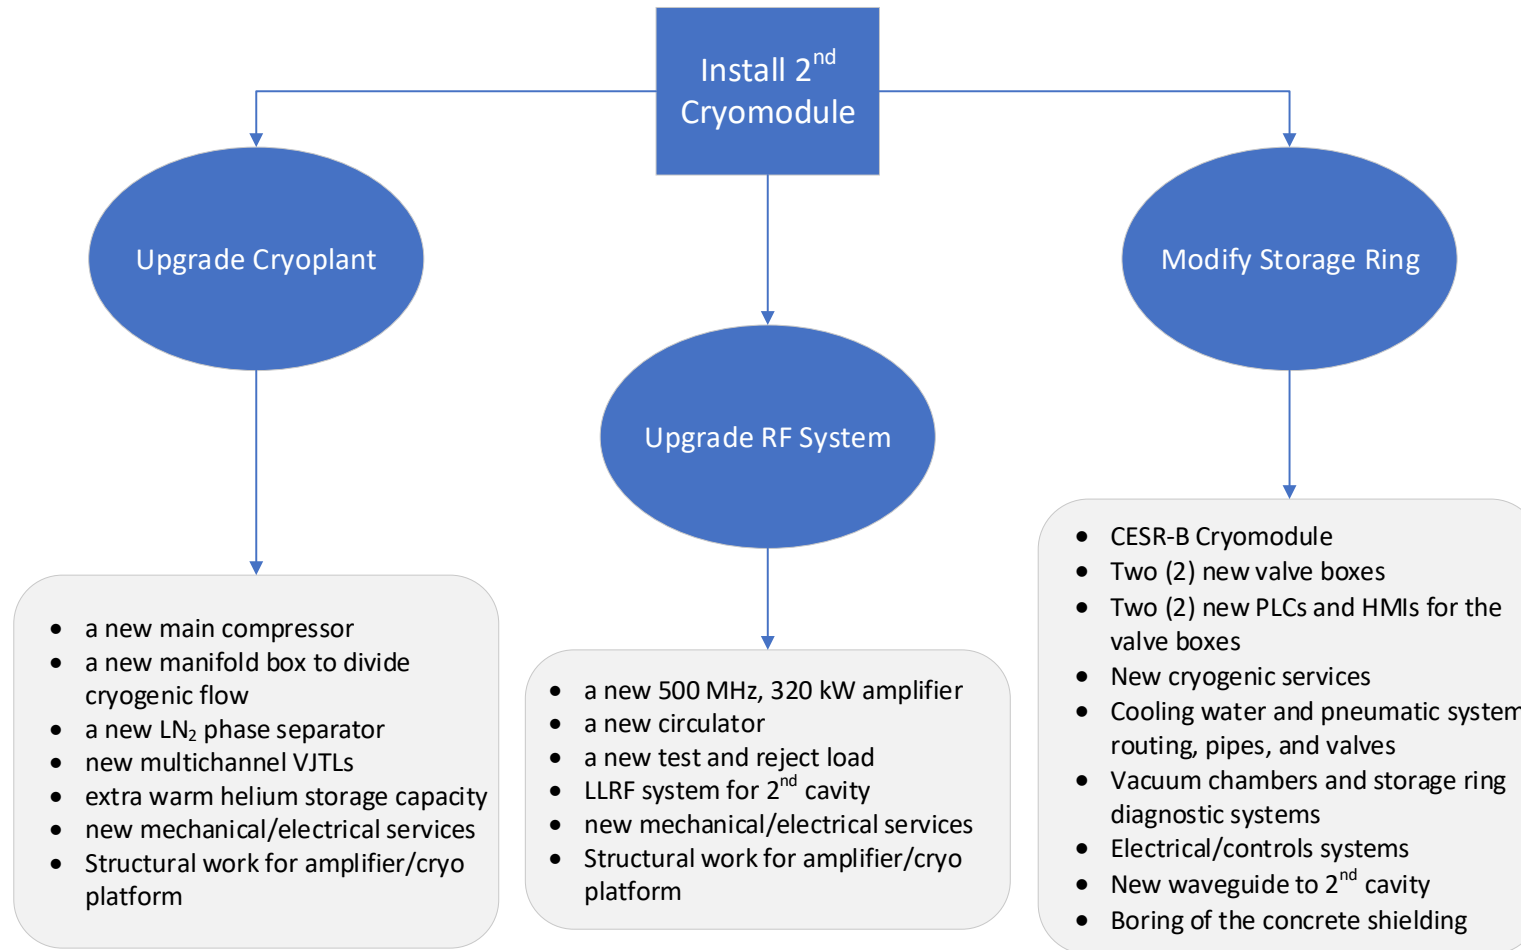 Install 2nd
Cryomodule
Upgrade Cryoplant
Modify Storage Ring
Upgrade RF System
• a new main compressor
• a new manifold box to divide
cryogenic flow
• a new LN₂ phase separator
• new multichannel VJTLs
• extra warm helium storage capacity
• new mechanical/electrical services
• Structural work for amplifier/cryo
platform
• a new 500 MHz, 320 kW amplifier
• a new circulator
• a new test and reject load
• LLRF system for 2nd cavity
• new mechanical/electrical services
• Structural work for amplifier/cryo
platform
• CESR-B Cryomodule
• Two (2) new valve boxes
• Two (2) new PLCs and HMIs for the
valve boxes
• New cryogenic services
• Cooling water and pneumatic system
routing, pipes, and valves
• Vacuum chambers and storage ring
diagnostic systems
• Electrical/controls systems
• New waveguide to 2nd cavity
• Boring of the concrete shielding